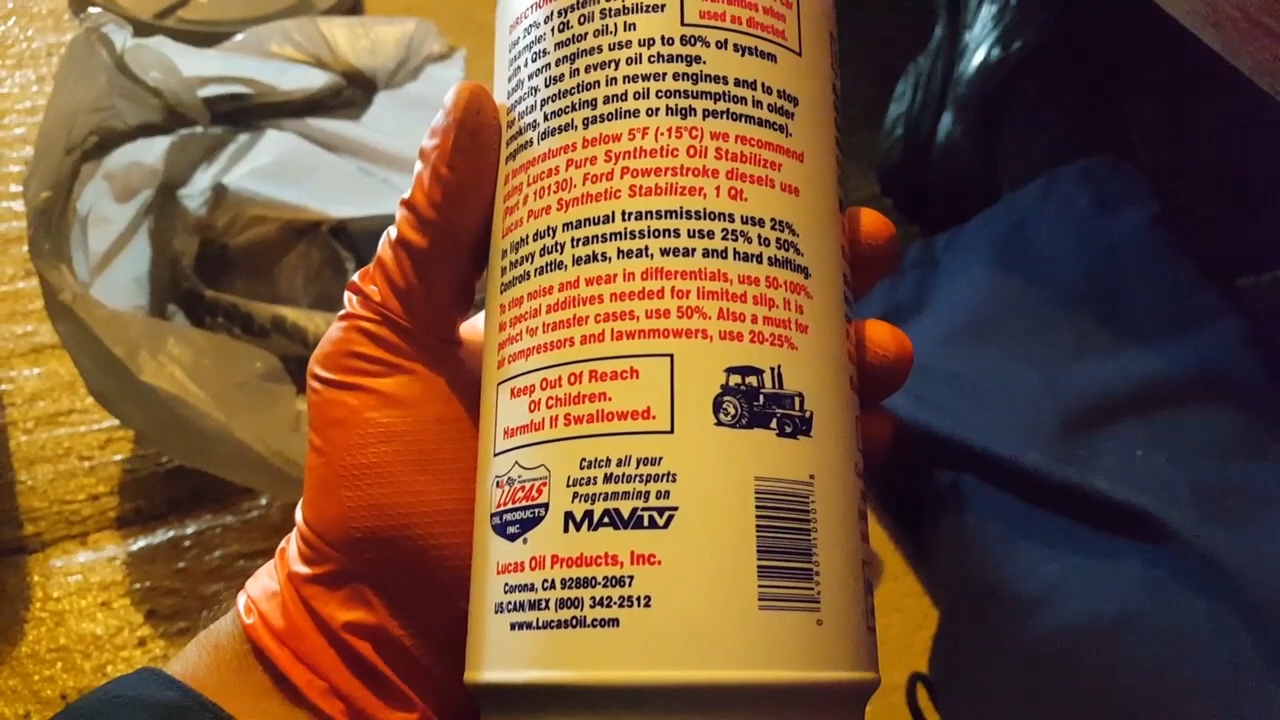 DIRECTION
Use 20% of system
warranties when
used as directed.
(example: 1 Qt. Oil Stabilizer
with 4 Qts. motor oil.) In
badly worn engines use up to 60% of system
capacity. Use in every oil change.
For total protection in newer engines and to stop
smoking, knocking and oil consumption in older
engines (diesel, gasoline or high performance).
At temperatures below 5°F (-15°C) we recommend
using Lucas Pure Synthetic Oil Stabilizer
(Part # 10130). Ford Powerstroke diesels use
Lucas Pure Synthetic Stabilizer, 1 Qt.
In light duty manual transmissions use 25%.
In heavy duty transmissions use 25% to 50%.
Controls rattle, leaks, heat, wear and hard shifting.
To stop noise and wear in differentials, use 50-100%.
No special additives needed for limited slip. It is
perfect for transfer cases, use 50%. Also a must for
air compressors and lawnmowers, use 20-25%.
Keep Out Of Reach
Of Children.
Harmful If Swallowed.
LUCAS
OIL PRODUCTS
INC.
Catch all your
Lucas Motorsports
Programming on
MAVTV
Lucas Oil Products, Inc.
Corona, CA 92880-2067
US/CAN/MEX (800) 342-2512
www.LucasOil.com